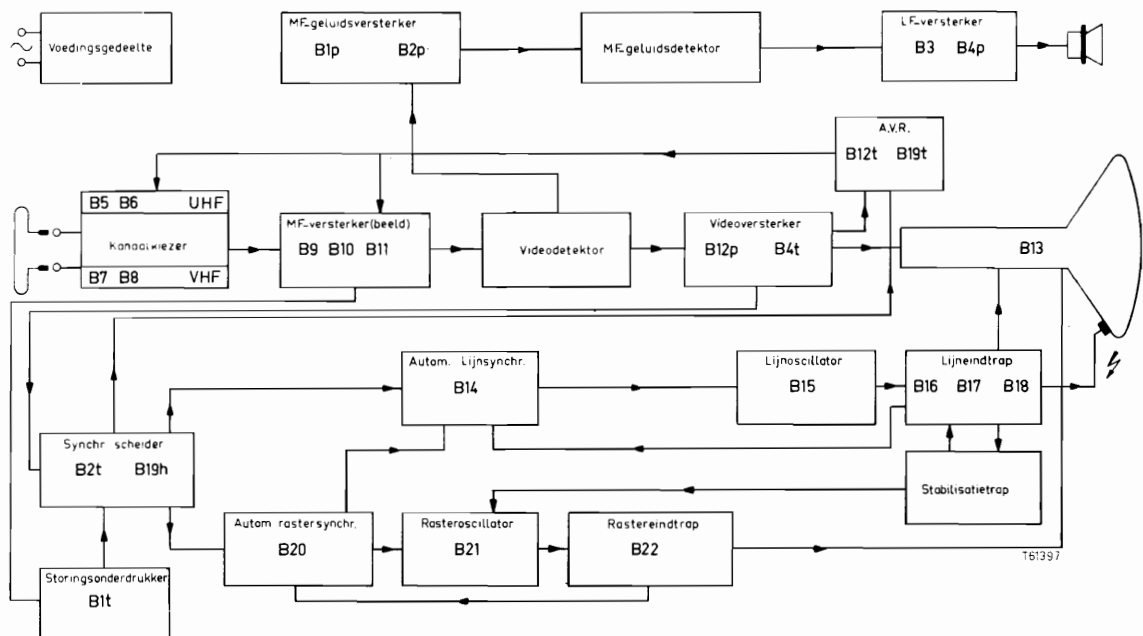 Voedingsgedeelte
MF-geluidsversterker
B1p B2p
MF-geluidsdetektor
LF-versterker
B3 B4p
A.V.R.
B12t B19t
B5 B6 UHF
Kanaalkiezer
B7 B8 VHF
MF-versterker(beeld)
B9 B10 B11
Videodetektor
Videoversterker
B12p B4t
B13
Autom. Lijnsynchr.
B14
Lijnoscillator
B15
Lijneindtrap
B16 B17 B18
Synchr scheider
B2t B19h
Stabilisatietrap
Autom rastersynchr.
B20
Rasteroscillator
B21
Rastereindtrap
B22
T61397
Storingsonderdrukker
B1t